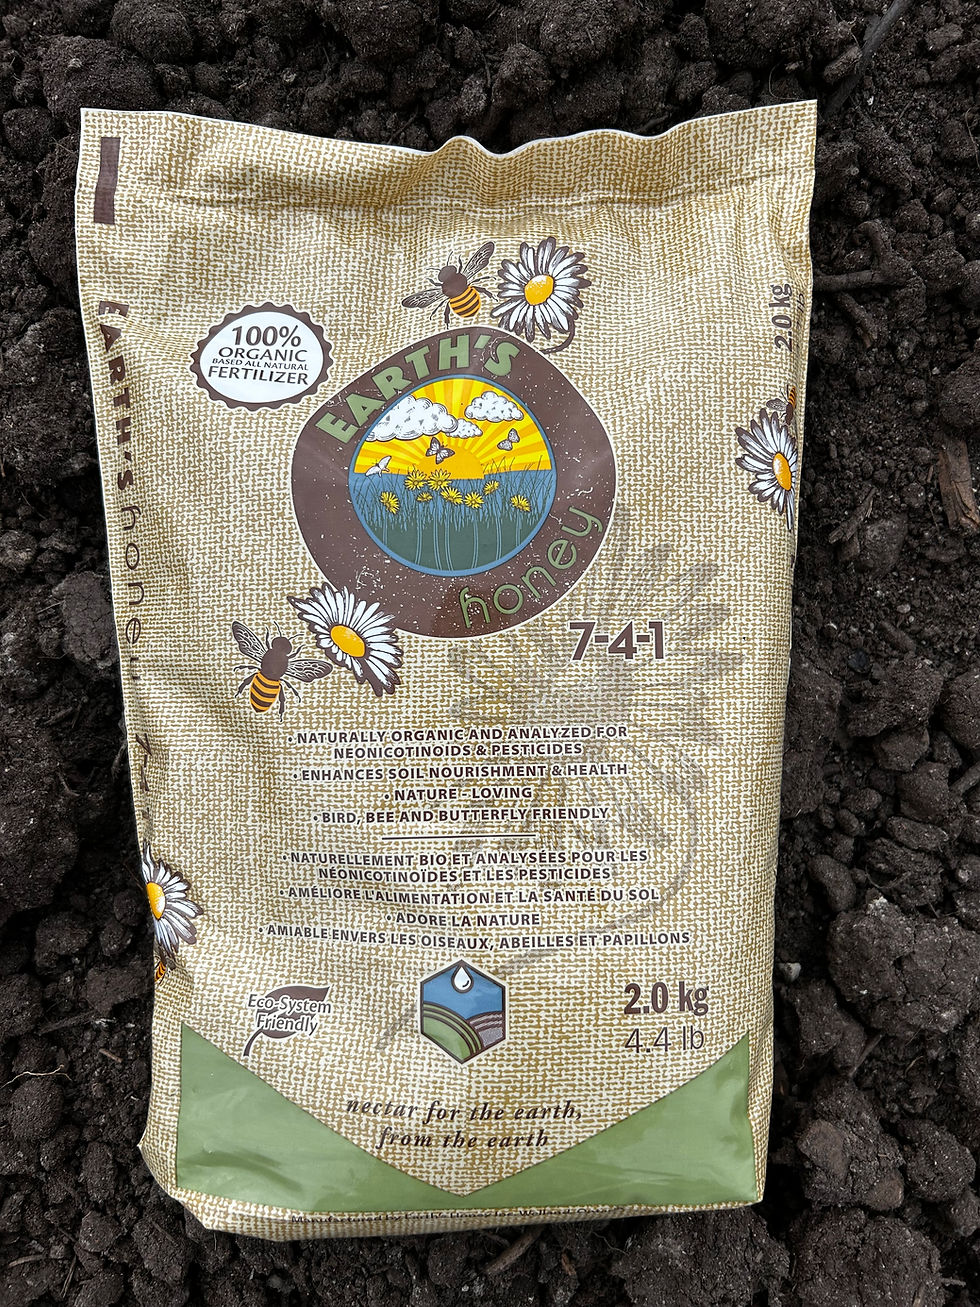 100%
ORGANIC
BASED ALL NATURAL
FERTILIZER
EARTH'S
honey
7-4-1
• NATURALLY ORGANIC AND ANALYZED FOR
NEONICOTINOIDS & PESTICIDES
• ENHANCES SOIL NOURISHMENT & HEALTH
• NATURE-LOVING
• BIRD, BEE AND BUTTERFLY FRIENDLY
• NATURELLEMENT BIO ET ANALYSÉES POUR LES
NÉONICOTINOÏDES ET LES PESTICIDES
• AMÉLIORE L'ALIMENTATION ET LA SANTÉ DU SOL
• ADORE LA NATURE
• AMIABLE ENVERS LES OISEAUX, ABEILLES ET PAPILLONS
Eco-System
Friendly
2.0 kg
4.4 lb
nectar for the earth,
from the earth
Manufactured by
EARTH'S honey
2.0 kg